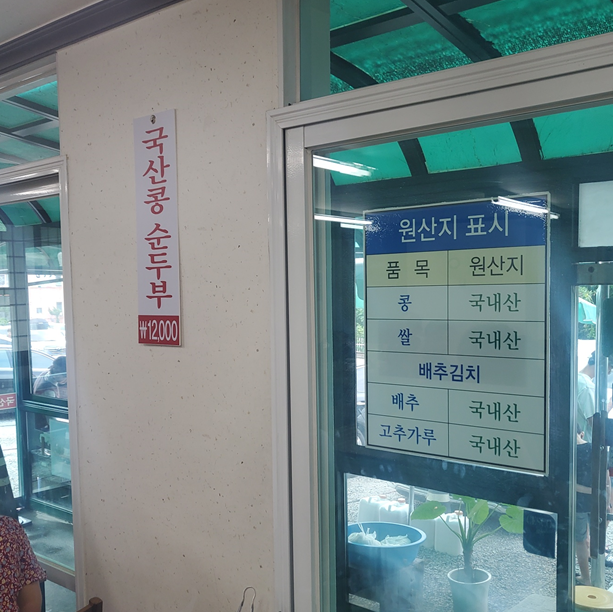 국산콩 순두부
₩12,000
원산지 표시
품 목 원산지
콩 국내산
쌀 국내산
배추김치
배추 국내산
고추가루 국내산